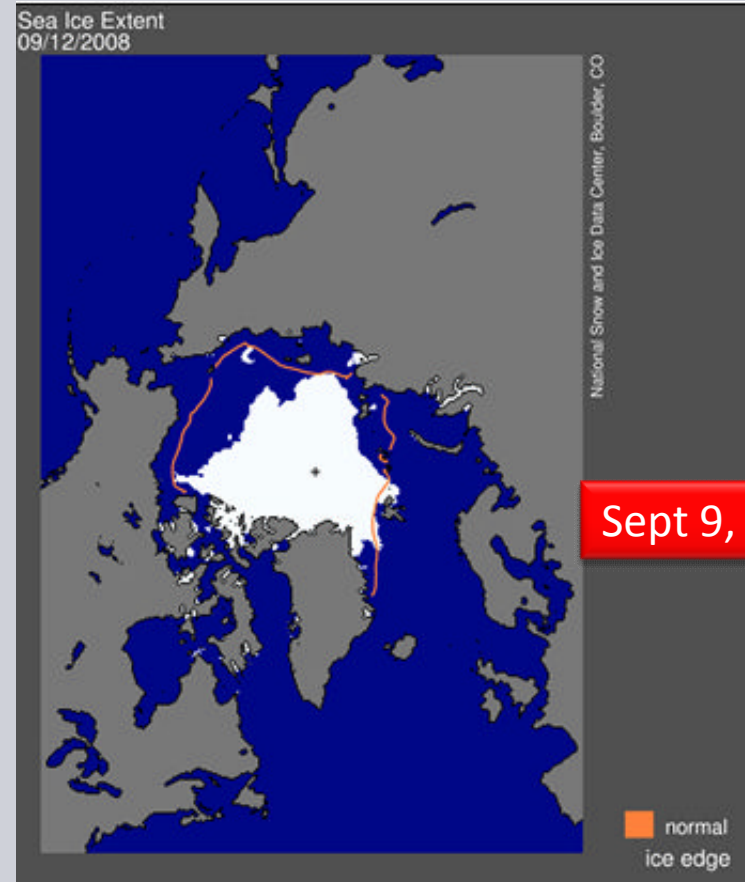 Sea Ice Extent
09/12/2008
National Snow and Ice Data Center, Boulder, CO
Sept 9,
normal
ice edge